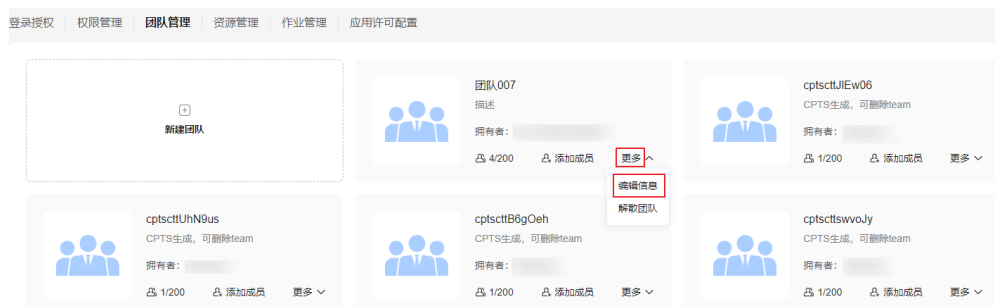 登录授权 权限管理 团队管理 资源管理 作业管理 应用许可配置
新建团队
团队007
描述
拥有者：
4/200 添加成员 更多
编辑信息
解散团队
cptscttJlEw06
CPTS生成，可删除team
拥有者：
1/200 添加成员 更多
cptscttUhN9us
CPTS生成，可删除team
拥有者：
1/200 添加成员 更多
cptscttB6gOeh
CPTS生成，可删除team
拥有者：
1/200 添加成员 更多
cptscttswvoJy
CPTS生成，可删除team
拥有者：
1/200 添加成员 更多